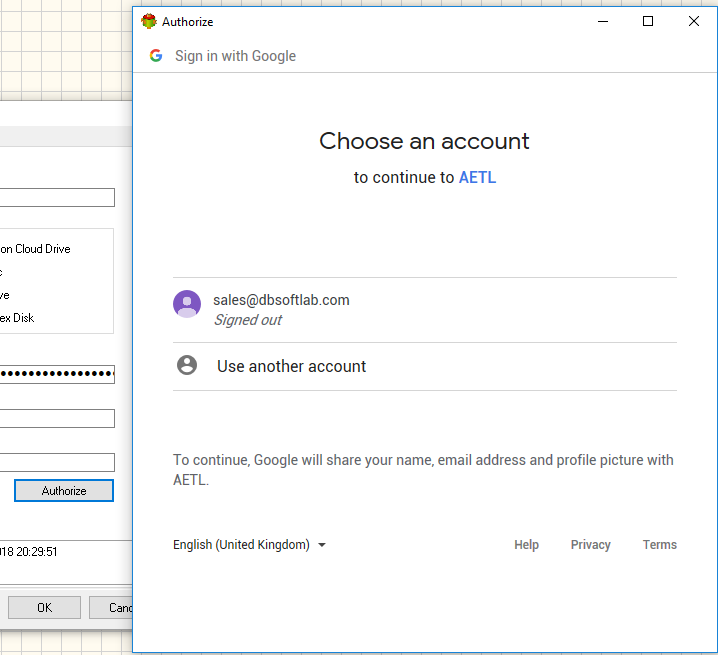 Authorize
Sign in with Google
Choose an account
to continue to AETL
sales@dbsoftlab.com
Signed out
Use another account
To continue, Google will share your name, email address and profile picture with
AETL.
English (United Kingdom)
Help
Privacy
Terms
on Cloud Drive
ve
ex Disk
Authorize
18 20:29:51
OK
Canc